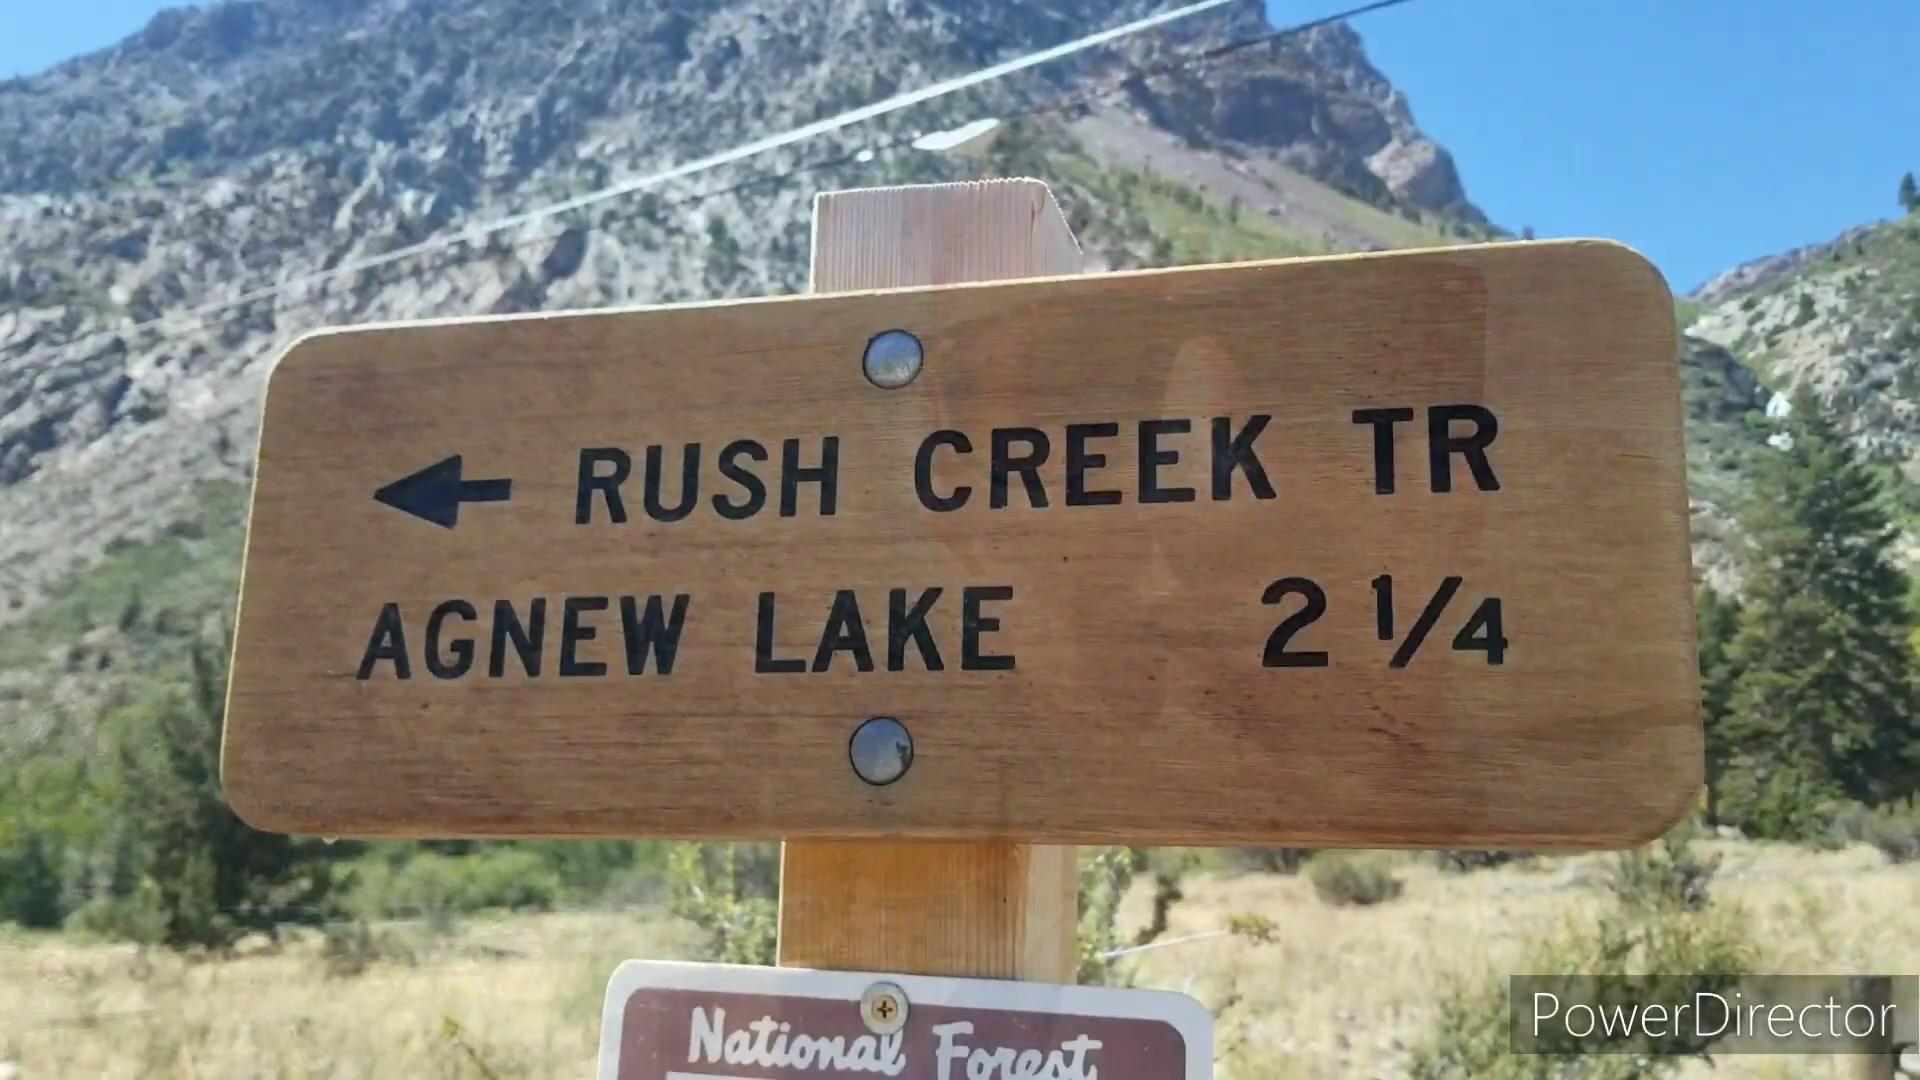 ← RUSH CREEK TR
AGNEW LAKE 2 1/4
National Forest
PowerDirector